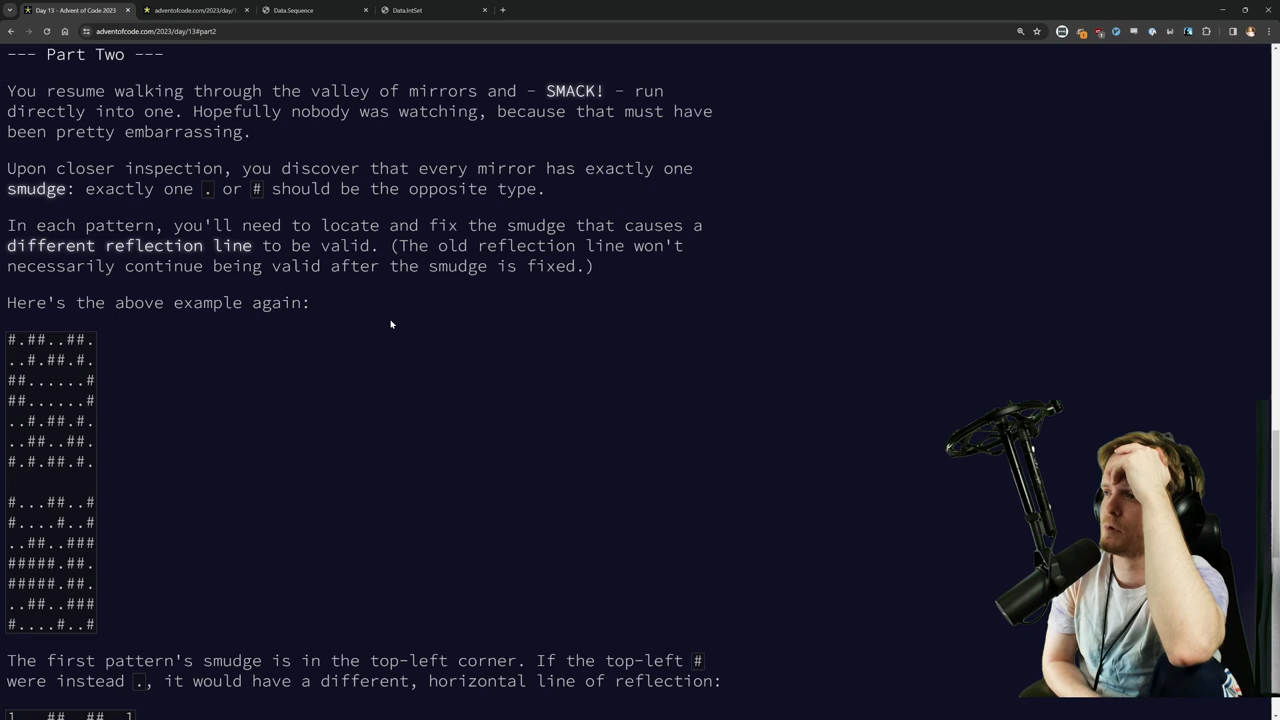 Day 13 - Advent of Code 2023
adventofcode.com/2023/day/1
Data.Sequence
Data.IntSet
adventofcode.com/2023/day/13#part2
--- Part Two ---
You resume walking through the valley of mirrors and - SMACK! - run
directly into one. Hopefully nobody was watching, because that must have
been pretty embarrassing.
Upon closer inspection, you discover that every mirror has exactly one
smudge: exactly one . or # should be the opposite type.
In each pattern, you'll need to locate and fix the smudge that causes a
different reflection line to be valid. (The old reflection line won't
necessarily continue being valid after the smudge is fixed.)
Here's the above example again:
#.##..##.
..#.##.#.
##......#
##......#
..#.##.#.
..##..##.
#.#.##.#.
#...##..#
#....#..#
..##..###
#####.##.
#####.##.
..##..###
#....#..#
The first pattern's smudge is in the top-left corner. If the top-left #
were instead ., it would have a different, horizontal line of reflection: